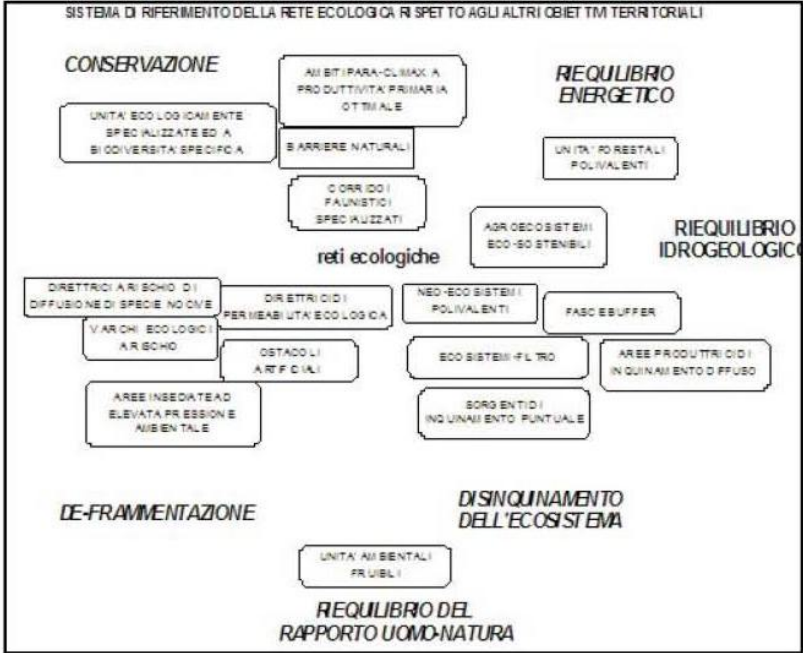 SISTEMA DI RIFERIMENTO DELLA RETE ECOLOGICA RISPETTO AGLI ALTRI OBIETTIVI TERRITORIALI
CONSERVAZIONE
AMBITI PARA-CLIMAX A
PRODUTTIVITA' PRIMARIA
OTTIMALE
RIEQUILIBRIO
ENERGETICO
UNITA' ECOLOGICAMENTE
SPECIALIZZATE ED A
BIODIVERSITA' SPECIFICA
BARRIERE NATURALI
UNITA' FORESTALI
POLIVALENTI
CORRIDOI
FAUNISTICI
SPECIALIZZATI
AGROECOSISTEMI
ECO-SOSTENIBILI
RIEQUILIBRIO
IDROGEOLOGICO
reti ecologiche
DIRETTRICI A RISCHIO DI
DIFFUSIONE DI SPECIE NOCIVE
DIRETTRICI DI
PERMEABILITA' ECOLOGICA
NEO-ECOSISTEMI
POLIVALENTI
FASCE BUFFER
VARCHI ECOLOGICI
A RISCHIO
OSTACOLI
ARTIFICIALI
ECOSISTEMI-FILTRO
AREE PRODUTTRICI DI
INQUINAMENTO DIFFUSO
AREE INSEDIATE AD
ELEVATA PRESSIONE
AMBIENTALE
SORGENTI DI
INQUINAMENTO PUNTUALE
DE-FRAMMENTAZIONE
DISINQUINAMENTO
DELL'ECOSISTEMA
UNITA' AMBIENTALI
FRUIBILI
RIEQUILIBRIO DEL
RAPPORTO UOMO-NATURA